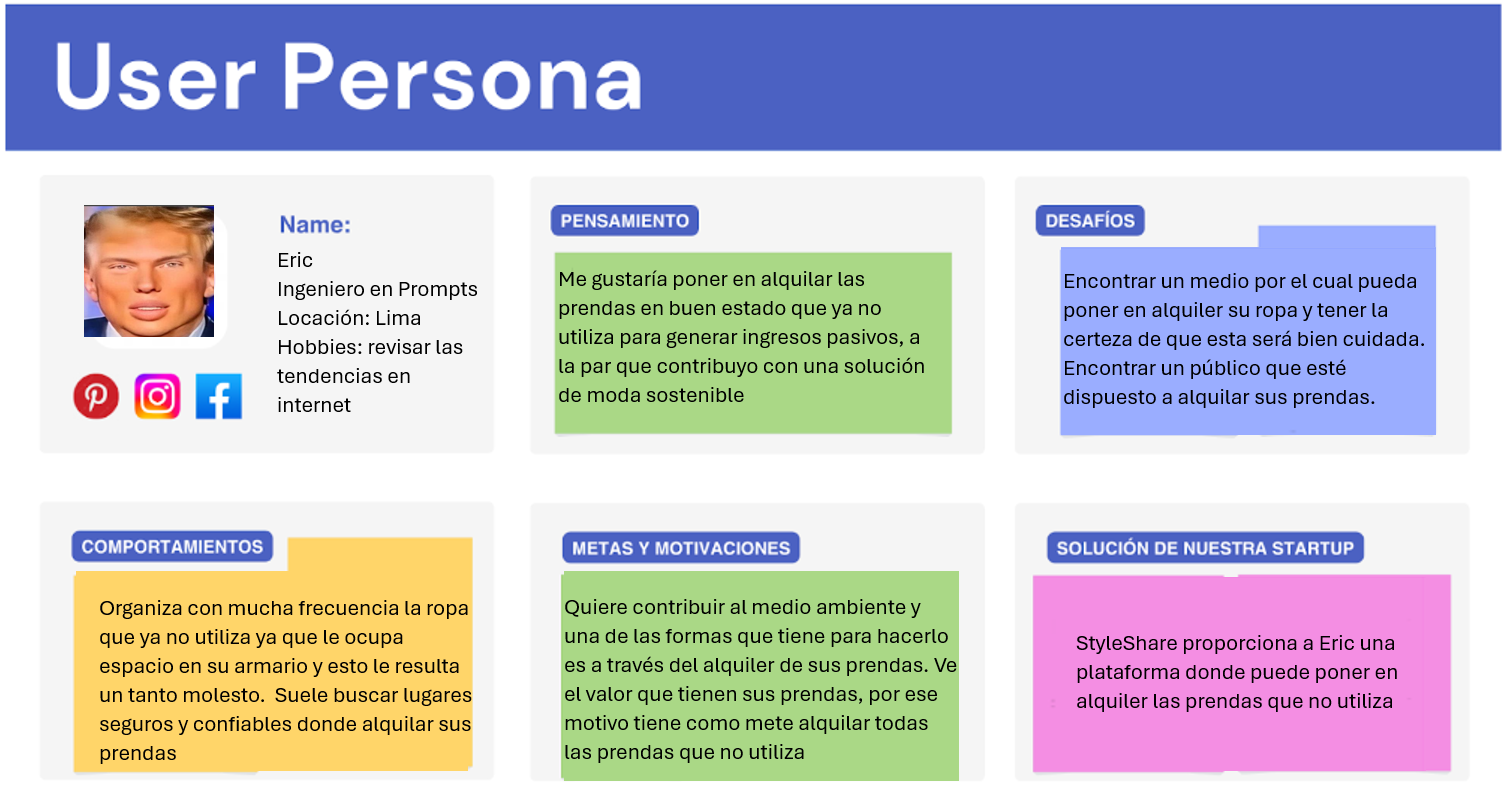 User Persona
Name:
Eric
Ingeniero en Prompts
Locación: Lima
Hobbies: revisar las
tendencias en
internet
PENSAMIENTO
Me gustaría poner en alquilar las
prendas en buen estado que ya no
utiliza para generar ingresos pasivos, a
la par que contribuyo con una solución
de moda sostenible
DESAFÍOS
Encontrar un medio por el cual pueda
poner en alquiler su ropa y tener la
certeza de que esta será bien cuidada.
Encontrar un público que esté
dispuesto a alquilar sus prendas.
COMPORTAMIENTOS
Organiza con mucha frecuencia la ropa
que ya no utiliza ya que le ocupa
espacio en su armario y esto le resulta
un tanto molesto.  Suele buscar lugares
seguros y confiables donde alquilar sus
prendas
METAS Y MOTIVACIONES
Quiere contribuir al medio ambiente y
una de las formas que tiene para hacerlo
es a través del alquiler de sus prendas. Ve
el valor que tienen sus prendas, por ese
motivo tiene como mete alquilar todas
las prendas que no utiliza
SOLUCIÓN DE NUESTRA STARTUP
StyleShare proporciona a Eric una
plataforma donde puede poner en
alquiler las prendas que no utiliza